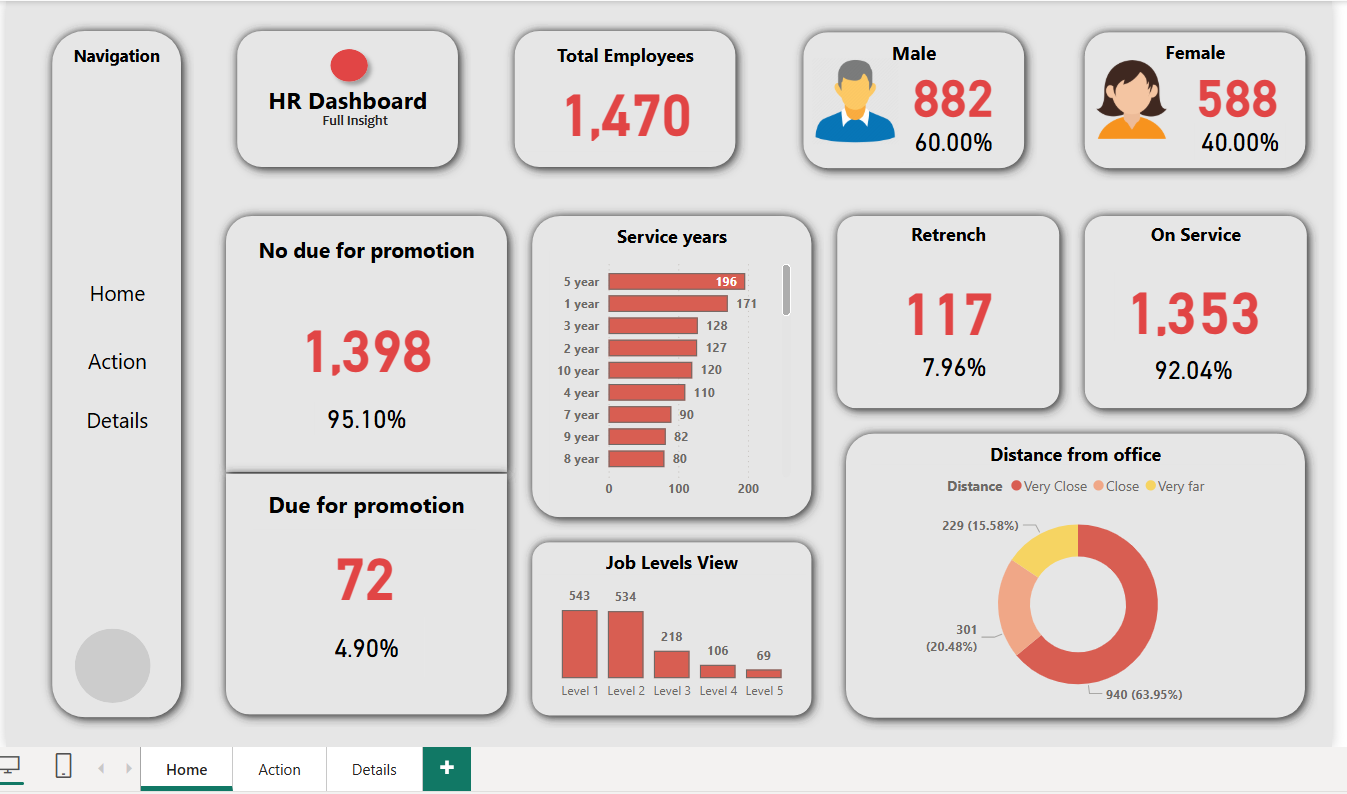 Navigation
Home
Action
Details
HR Dashboard
Full Insight
Total Employees
1,470
Male
882
60.00%
Female
588
40.00%
No due for promotion
1,398
95.10%
Due for promotion
72
4.90%
Service years
5 year 196
1 year 171
3 year 128
2 year 127
10 year 120
4 year 110
7 year 90
9 year 82
8 year 80
0 100 200
Job Levels View
543 534 218 106 69
Level 1 Level 2 Level 3 Level 4 Level 5
Retrench
117
7.96%
On Service
1,353
92.04%
Distance from office
Distance Very Close Close Very far
229 (15.58%)
301
(20.48%)
940 (63.95%)
Home Action Details +